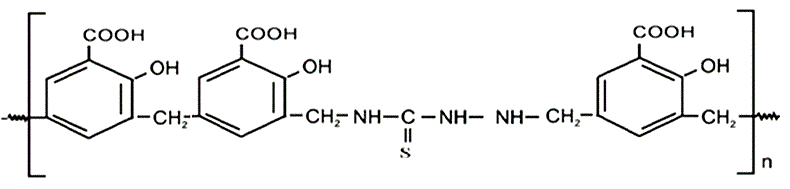 COOH COOH COOH
OH OH OH
CH2 CH2 – NH – C – NH – NH – CH2 CH2
S
n